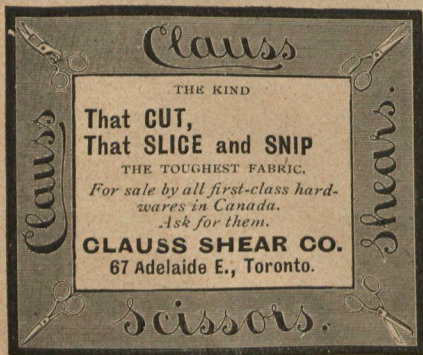 Clauss
Clauss
Shears.
THE KIND
That CUT,
That SLICE and SNIP
THE TOUGHEST FABRIC.
For sale by all first-class hard-
wares in Canada.
Ask for them.
CLAUSS SHEAR CO.
67 Adelaide E., Toronto.
Scissors.